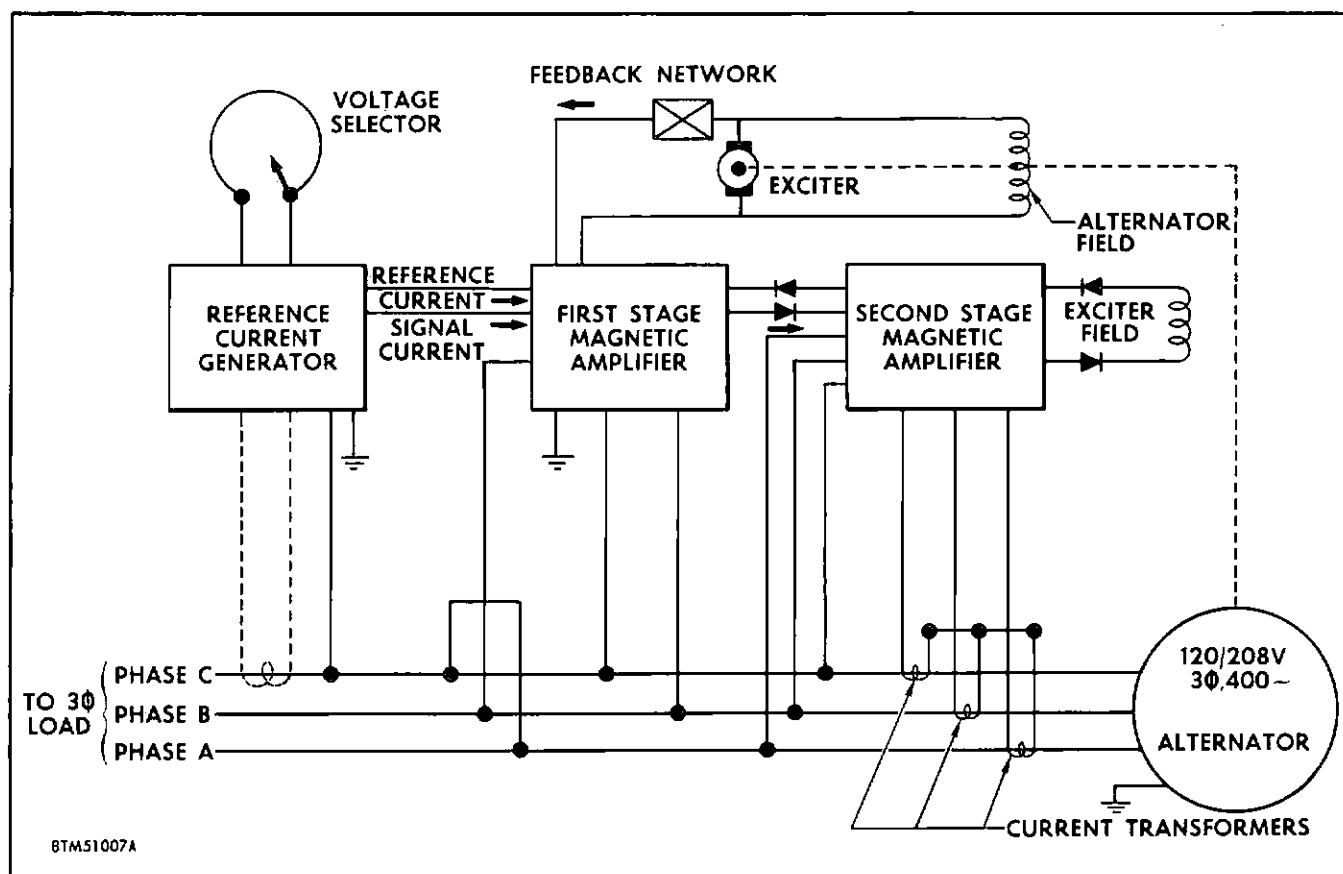 FEEDBACK NETWORK
VOLTAGE
SELECTOR
EXCITER
ALTERNATOR
FIELD
REFERENCE
CURRENT
GENERATOR
REFERENCE
CURRENT
SIGNAL
CURRENT
FIRST STAGE
MAGNETIC
AMPLIFIER
SECOND STAGE
MAGNETIC
AMPLIFIER
EXCITER
FIELD
TO 3Φ
LOAD
PHASE C
PHASE B
PHASE A
120/208V
3Φ,400~
ALTERNATOR
CURRENT TRANSFORMERS
BTM51007A